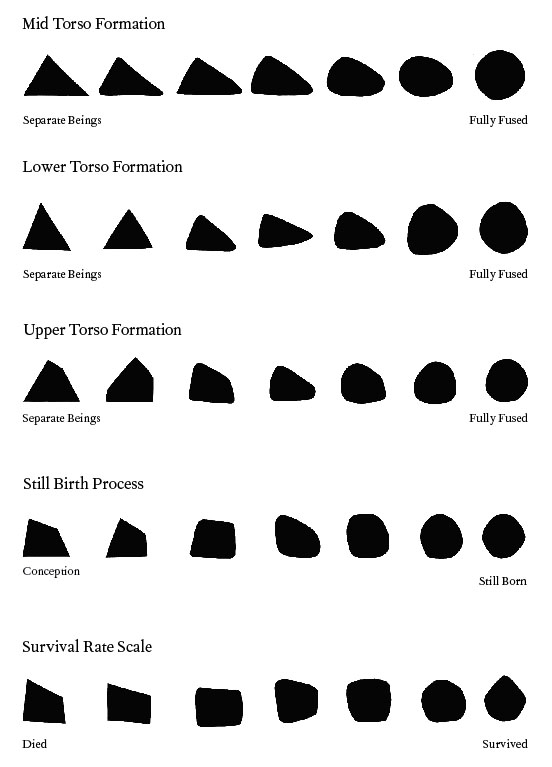 Mid Torso Formation
Separate Beings
Fully Fused
Lower Torso Formation
Separate Beings
Fully Fused
Upper Torso Formation
Separate Beings
Fully Fused
Still Birth Process
Conception
Still Born
Survival Rate Scale
Died
Survived